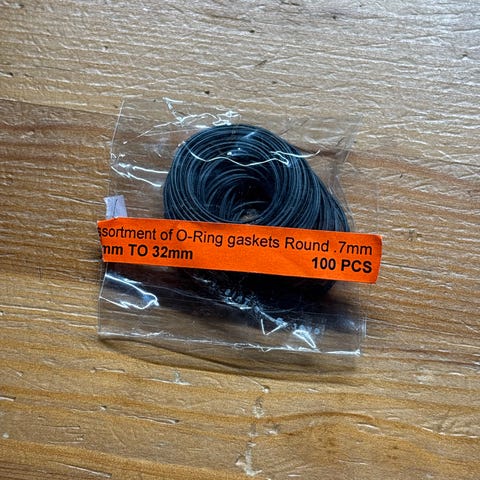 ssortment of O-Ring gaskets Round .7mm
mm TO 32mm 100 PCS